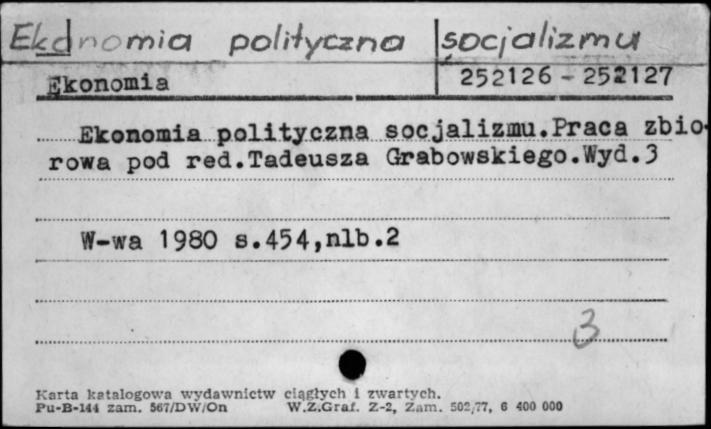 Ekonomia polityczna socjalizmu
Ekonomia 252126 - 252127
Ekonomia polityczna socjalizmu.Praca zbio-
rowa pod red.Tadeusza Grabowskiego.Wyd.3
W-wa 1980 s.454,nlb.2
3
Karta katalogowa wydawnictw ciągłych i zwartych.
Pu-B-144 zam. 567/DW/On W.Z.Graf. Z-2, Zam. 502/77, 6 400 000